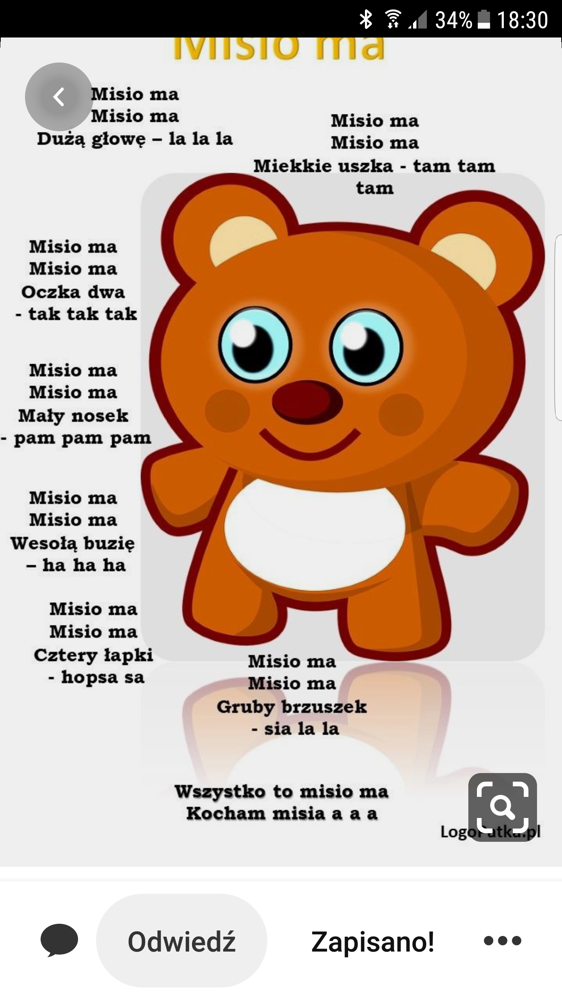 34% 18:30
Misio ma
Misio ma
Misio ma
Dużą głowę – la la la
Misio ma
Misio ma
Miekkie uszka - tam tam
tam
Misio ma
Misio ma
Oczka dwa
- tak tak tak
Misio ma
Misio ma
Mały nosek
- pam pam pam
Misio ma
Misio ma
Wesołą buzię
– ha ha ha
Misio ma
Misio ma
Cztery łapki
- hopsa sa
Misio ma
Misio ma
Gruby brzuszek
- sia la la
Wszystko to misio ma
Kocham misia a a a
LogoPatka.pl
Odwiedź
Zapisano!